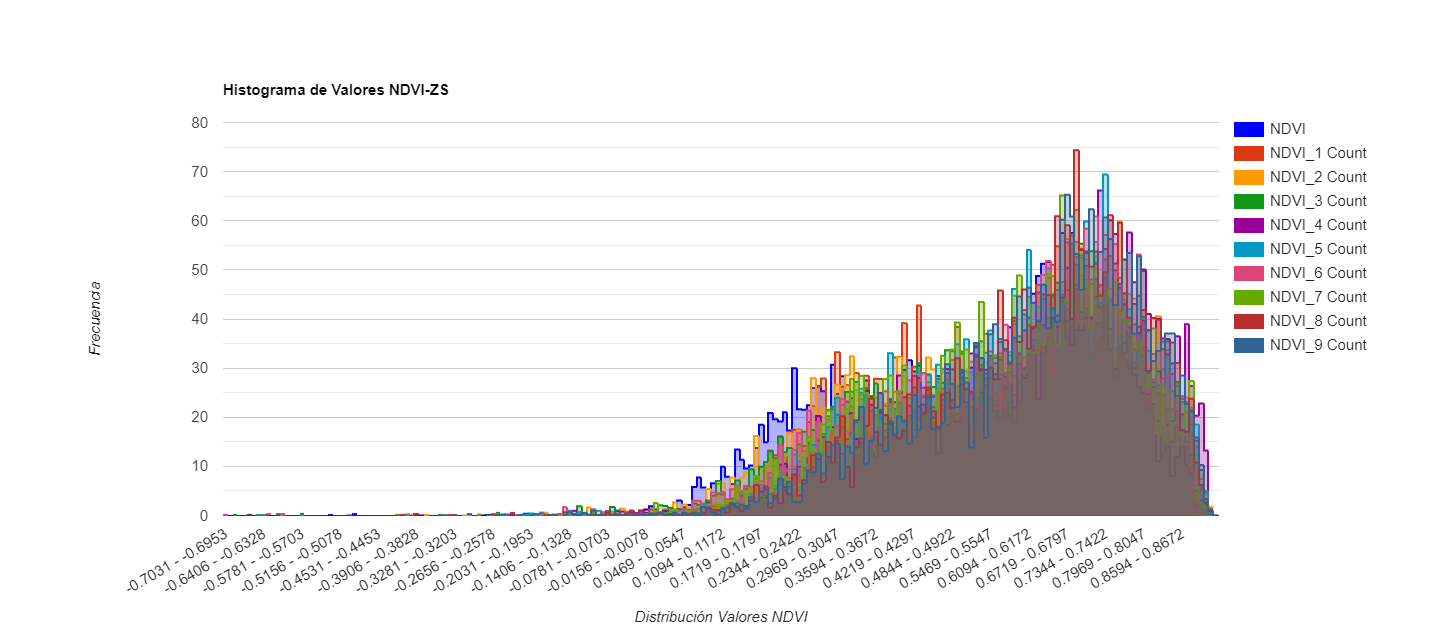 Histograma de Valores NDVI-ZS
80
70
60
50
40
30
20
10
0
Frecuencia
NDVI
NDVI_1 Count
NDVI_2 Count
NDVI_3 Count
NDVI_4 Count
NDVI_5 Count
NDVI_6 Count
NDVI_7 Count
NDVI_8 Count
NDVI_9 Count
-0.7031 - -0.6953
-0.6406 - -0.6328
-0.5781 - -0.5703
-0.5156 - -0.5078
-0.4531 - -0.4453
-0.3906 - -0.3828
-0.3281 - -0.3203
-0.2656 - -0.2578
-0.2031 - -0.1953
-0.1406 - -0.1328
-0.0781 - -0.0703
-0.0156 - -0.0078
0.0469 - 0.0547
0.1094 - 0.1172
0.1719 - 0.1797
0.2344 - 0.2422
0.2969 - 0.3047
0.3594 - 0.3672
0.4219 - 0.4297
0.4844 - 0.4922
0.5469 - 0.5547
0.6094 - 0.6172
0.6719 - 0.6797
0.7344 - 0.7422
0.7969 - 0.8047
0.8594 - 0.8672
Distribución Valores NDVI